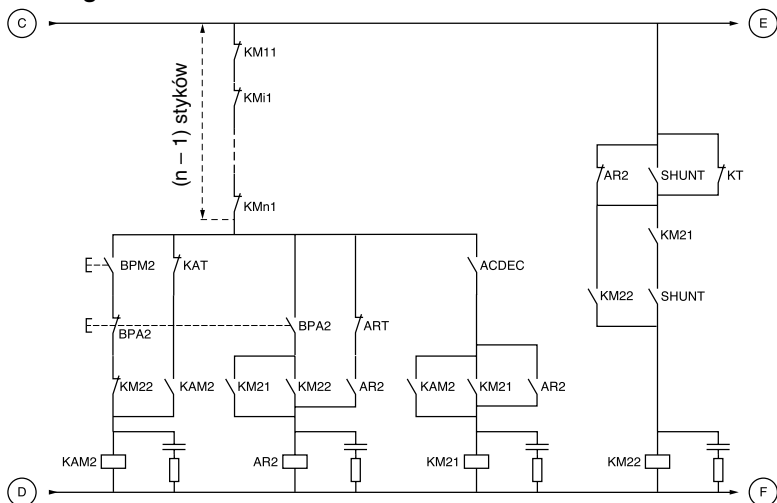 C
E
KM11
KMi1
(n – 1) styków
KMn1
AR2
SHUNT
KT
KM21
BPM2
KAT
ACDEC
KM22
SHUNT
BPA2
BPA2
ART
KM22
KAM2
KM21
KM22
AR2
KAM2
KM21
AR2
KAM2
AR2
KM21
KM22
D
F